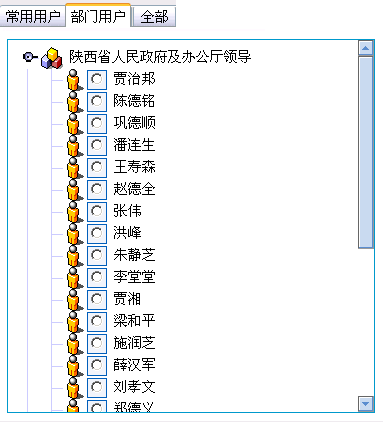 常用用户 部门用户 全部
陕西省人民政府及办公厅领导
贾治邦
陈德铭
巩德顺
潘连生
王寿森
赵德全
张伟
洪峰
朱静芝
李堂堂
贾湘
梁和平
施润芝
薛汉军
刘孝文
郑德义